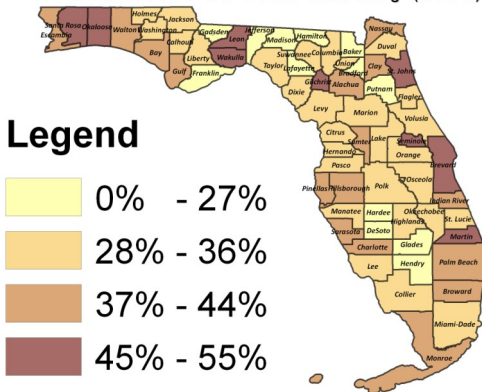 Holmes
Jackson
Santa Rosa
Okaloosa
Walton
Washington
Escambia
Bay
Calhoun
Gulf
Liberty
Gadsden
Leon
Wakulla
Franklin
Jefferson
Madison
Hamilton
Taylor
Suwannee
Lafayette
Columbia
Baker
Union
Bradford
Dixie
Gilchrist
Alachua
Nassau
Duval
Clay
St. Johns
Putnam
Flagler
Levy
Marion
Volusia
Citrus
Sumter
Lake
Seminole
Hernando
Orange
Brevard
Pasco
Osceola
Pinellas
Hillsborough
Polk
Indian River
Manatee
Hardee
Okeechobee
Highlands
St. Lucie
Sarasota
DeSoto
Martin
Charlotte
Glades
Lee
Hendry
Palm Beach
Collier
Broward
Miami-Dade
Monroe
Legend
0% - 27%
28% - 36%
37% - 44%
45% - 55%